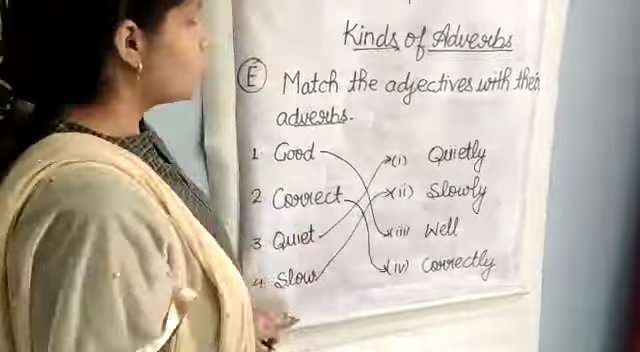 Kinds of Adverbs
(E) Match the adjectives with their
adverbs.
1. Good (i) Quietly
2. Correct (ii) Slowly
3. Quiet (iii) Well
4. Slow (iv) Correctly